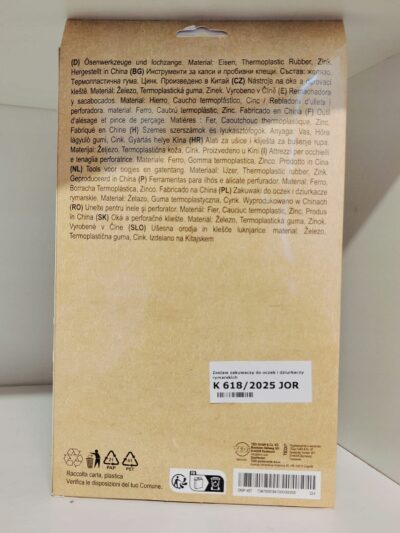 (D) Ösenwerkzeuge und lochzange. Material: Eisen, Thermoplastic Rubber, Zink.
Hergestellt in China (BG) Инструменти за капси и пробивни клещи. Състав: желязо,
Термопластична гума, Цинк. Произведено в Китай (CZ) Nástroje na oka a děrovací
kleště. Materiál: Železo, Termoplastická guma, Zinek. Vyrobeno v Číně (E) Remachadora
y sacabocados. Material: Hierro, Caucho termoplástico, Cinc / Rebladora d'ullets i
perforadora. Material: Ferro, Cautxú termoplàstic, Zinc. Fabricado en China (F) Outil
d'œillets et pince de perçage. Matières : Fer, Caoutchouc thermoplastique, Zinc.
Fabriqué en Chine (H) Szemes szerszámok és lyukasztófogók. Anyaga: Vas, Hőre
lágyuló gumi, Cink. Gyártás helye Kína (HR) Alati za ušice i kliješta za bušenje rupa.
Materijal: Željezo, Termoplastična koža, Cink. Proizvedeno u Kini (I) Attrezzi per occhielli
e tenaglia perforatrice. Materiale: Ferro, Gomma termoplastica, Zinco. Prodotto in Cina
(NL) Tools voor oogjes en gatentang. Materiaal: IJzer, Thermoplastic rubber, Zink.
Geproduceerd in China (P) Ferramentas para ilhós e alicate perfurador. Material: Ferro,
Borracha Termoplástica, Zinco. Fabricado na China (PL) Zakuwaki do oczek i dziurkacze
rymarskie. Materiał: Żelazo, Guma termoplastyczna, Cynk. Wyprodukowano w Chinach
(RO) Unelte pentru inele și perforator. Material: Fier, Cauciuc termoplastic, Zinc, Produs
in China (SK) Oká a perforačné kliešte. Materiál: Železo, Termoplastická guma, Zinok.
Vyrobené v Číne (SLO) Ušesna orodja in klešče luknjarice material: Železo,
Termoplastična guma, Cink. Izdelano na Kitajskem
Zestaw zakuwaczy do oczek i dziurkaczy
rymarskich
K 618/2025 JOR
21
PAP
01
PET
Raccolta carta, plastica
Verifica le disposizioni del tuo Comune.